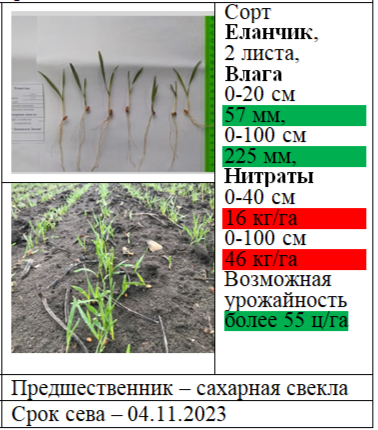 Сорт
Еланчик,
2 листа,
Влага
0-20 см
57 мм,
0-100 см
225 мм,
Нитраты
0-40 см
16 кг/га
0-100 см
46 кг/га
Возможная
урожайность
более 55 ц/га
Предшественник – сахарная свекла
Срок сева – 04.11.2023